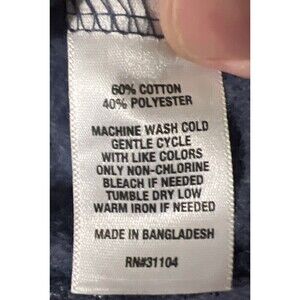 60% COTTON
40% POLYESTER
MACHINE WASH COLD
GENTLE CYCLE
WITH LIKE COLORS
ONLY NON-CHLORINE
BLEACH IF NEEDED
TUMBLE DRY LOW
WARM IRON IF NEEDED
MADE IN BANGLADESH
RN#31104